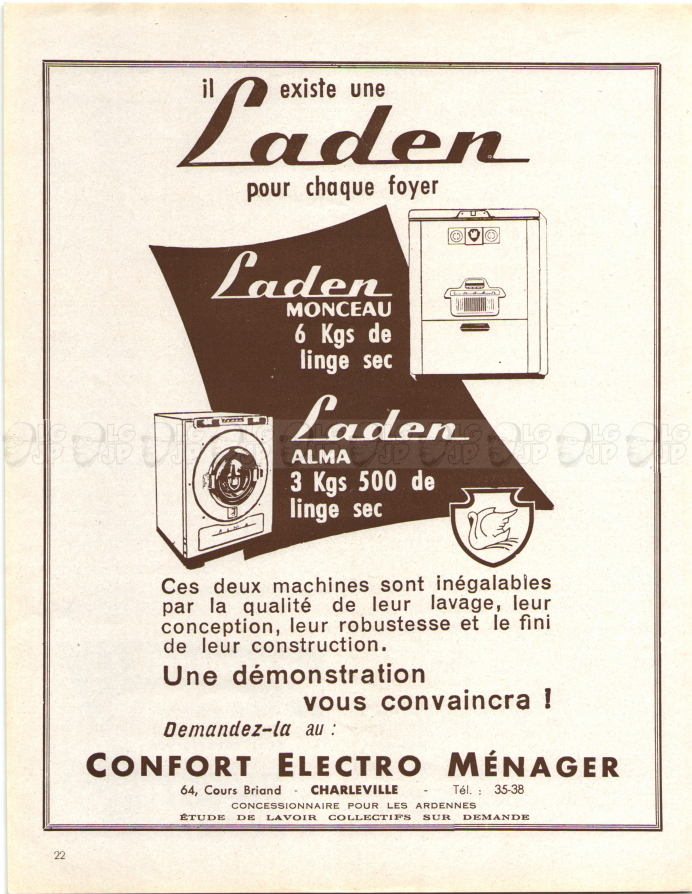 il existe une
Laden
pour chaque foyer
Laden
MONCEAU
6 Kgs de
linge sec
Laden
ALMA
3 Kgs 500 de
linge sec
Ces deux machines sont inégalables
par la qualité de leur lavage, leur
conception, leur robustesse et le fini
de leur construction.
Une démonstration
vous convaincra !
Demandez-la au :
CONFORT ELECTRO MÉNAGER
64, Cours Briand - CHARLEVILLE - Tél. : 35-38
CONCESSIONNAIRE POUR LES ARDENNES
ÉTUDE DE LAVOIR COLLECTIFS SUR DEMANDE
22